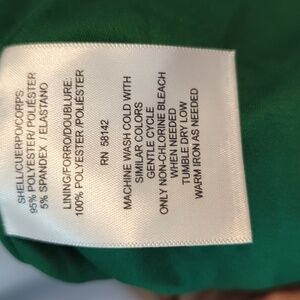 SHELL/CUERPO/CORPS
95% POLYESTER/ POLIÉSTER
5% SPANDEX / ELASTANO
LINING/FORRO/DOUBLURE:
100% POLYESTER /POLIÉSTER
RN 58142
MACHINE WASH COLD WITH
SIMILAR COLORS
GENTLE CYCLE
ONLY NON-CHLORINE BLEACH
WHEN NEEDED
TUMBLE DRY LOW
WARM IRON AS NEEDED